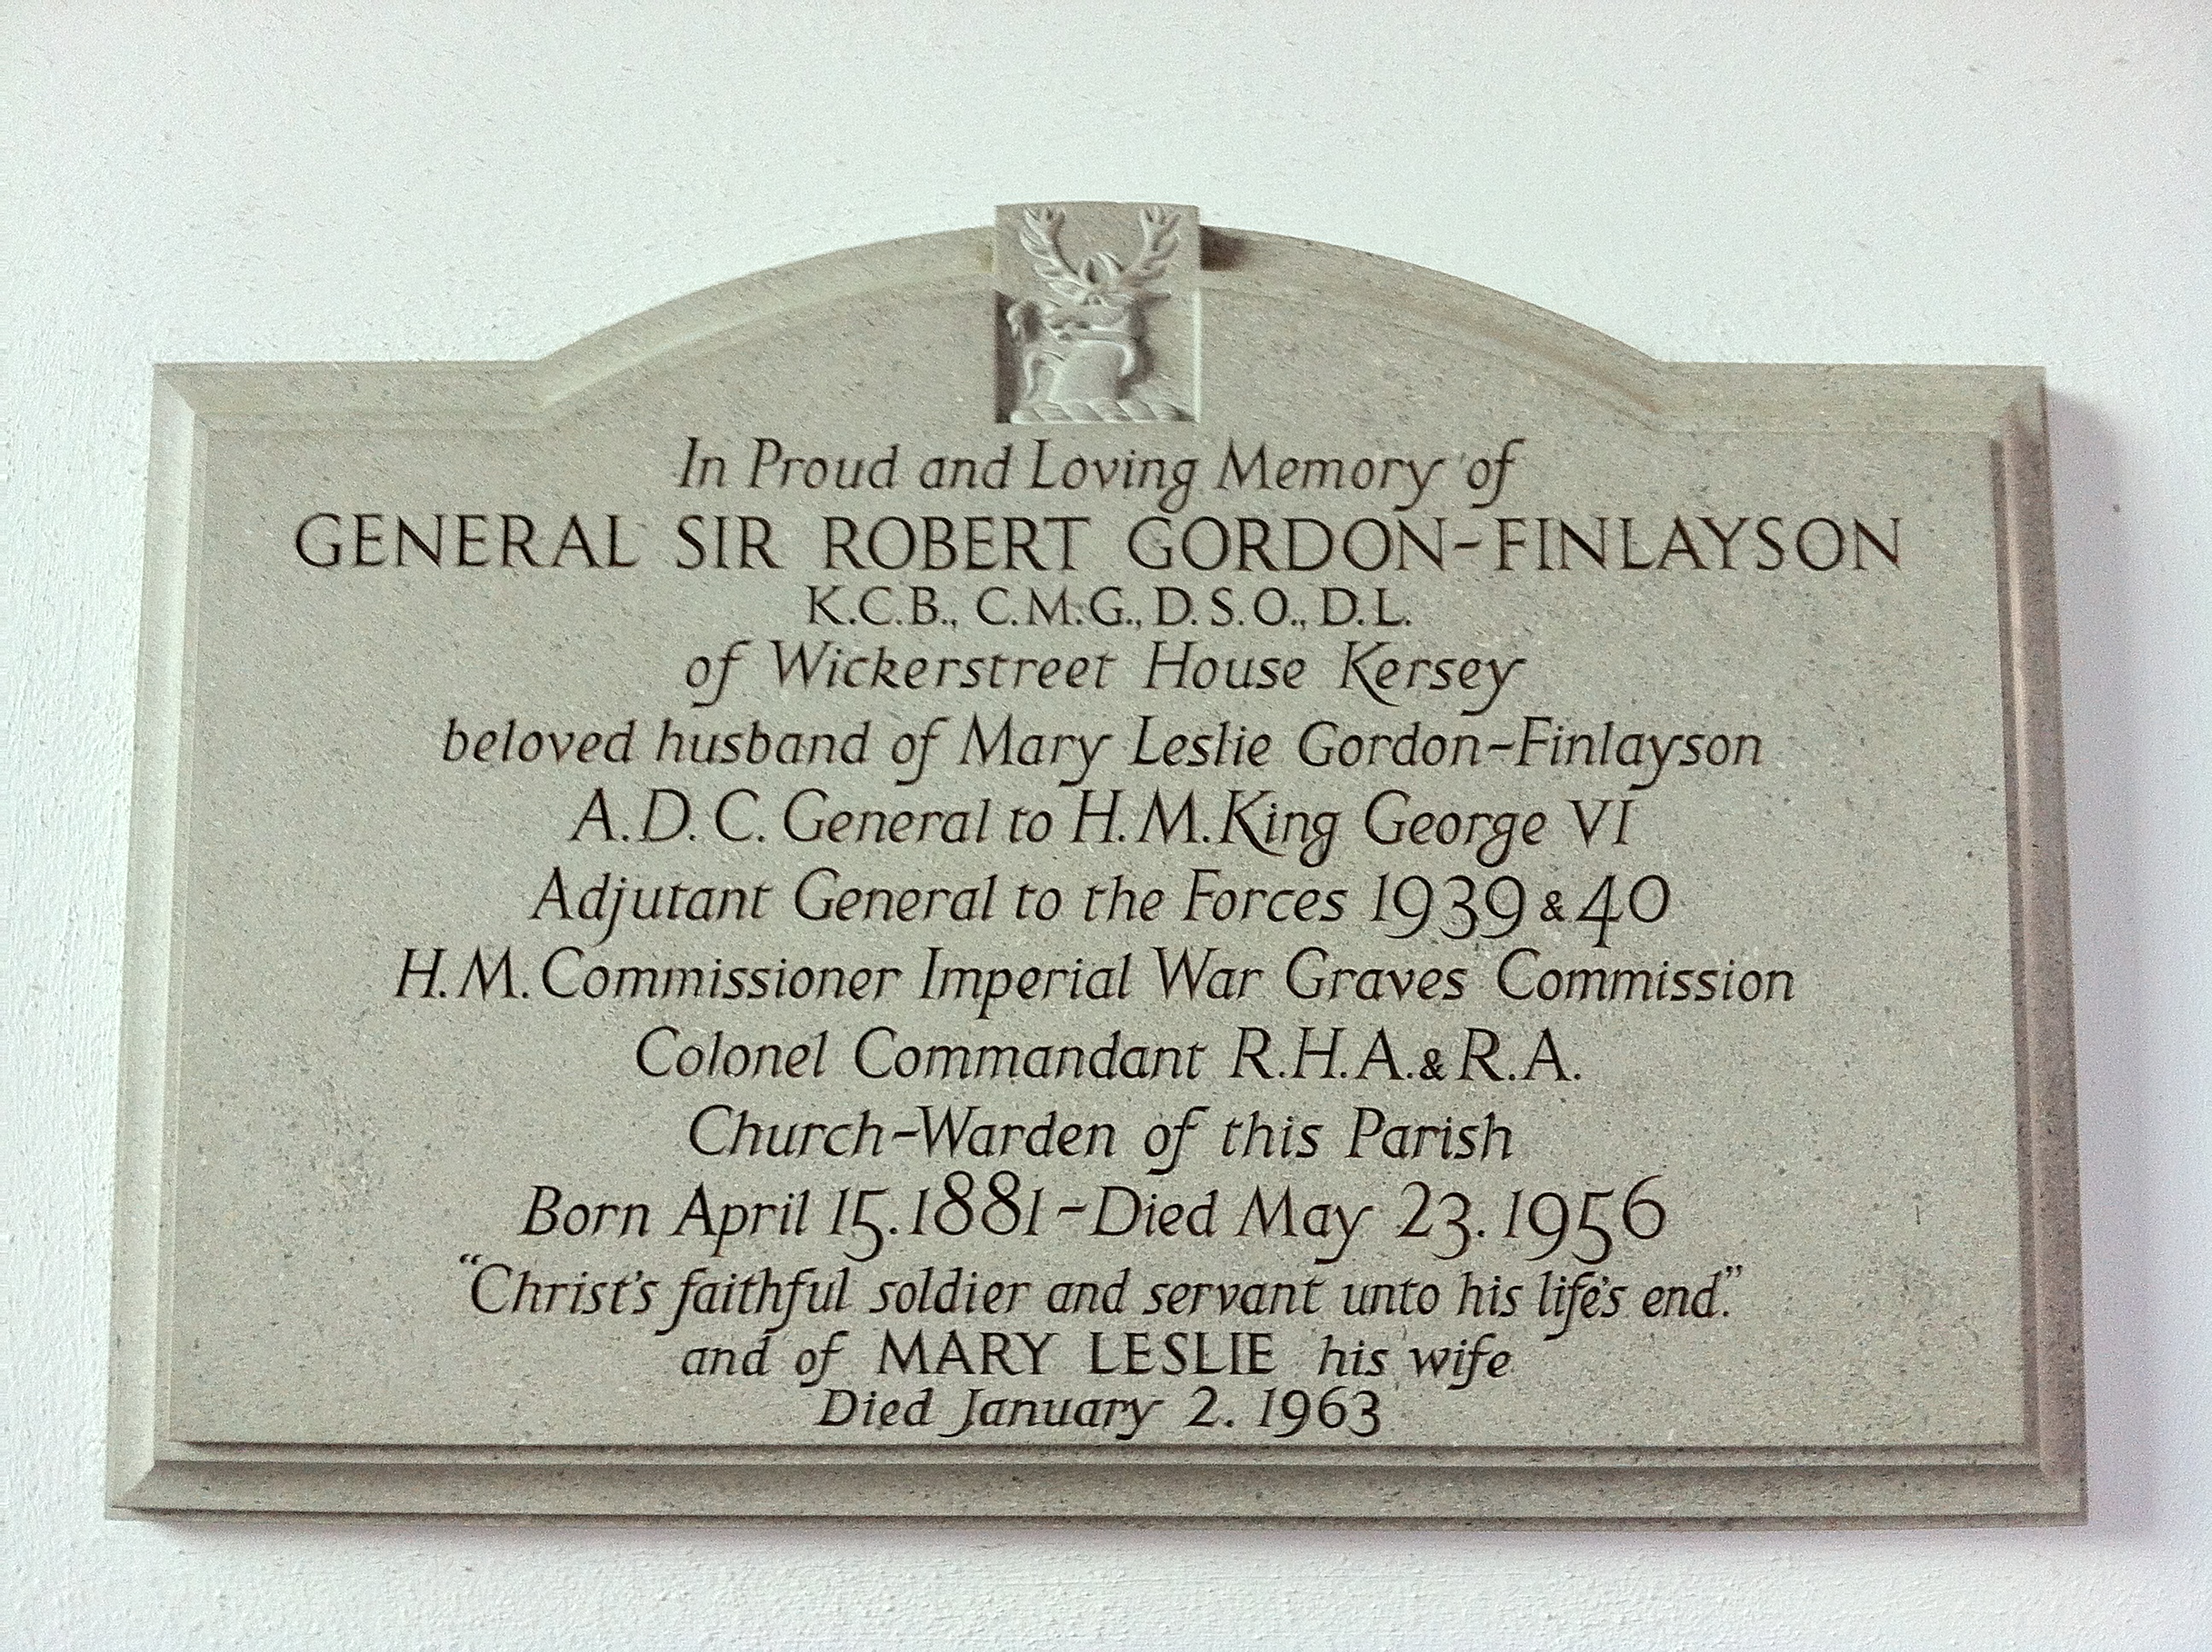 In Proud and Loving Memory of
GENERAL SIR ROBERT GORDON-FINLAYSON
K.C.B., C.M.G., D.S.O., D.L.
of Wickerstreet House Kersey
beloved husband of Mary Leslie Gordon-Finlayson
A.D.C. General to H.M. King George VI
Adjutant General to the Forces 1939 & 40
H.M. Commissioner Imperial War Graves Commission
Colonel Commandant R.H.A. & R.A.
Church-Warden of this Parish
Born April 15. 1881 - Died May 23. 1956
"Christ's faithful soldier and servant unto his life's end."
and of MARY LESLIE his wife
Died January 2. 1963